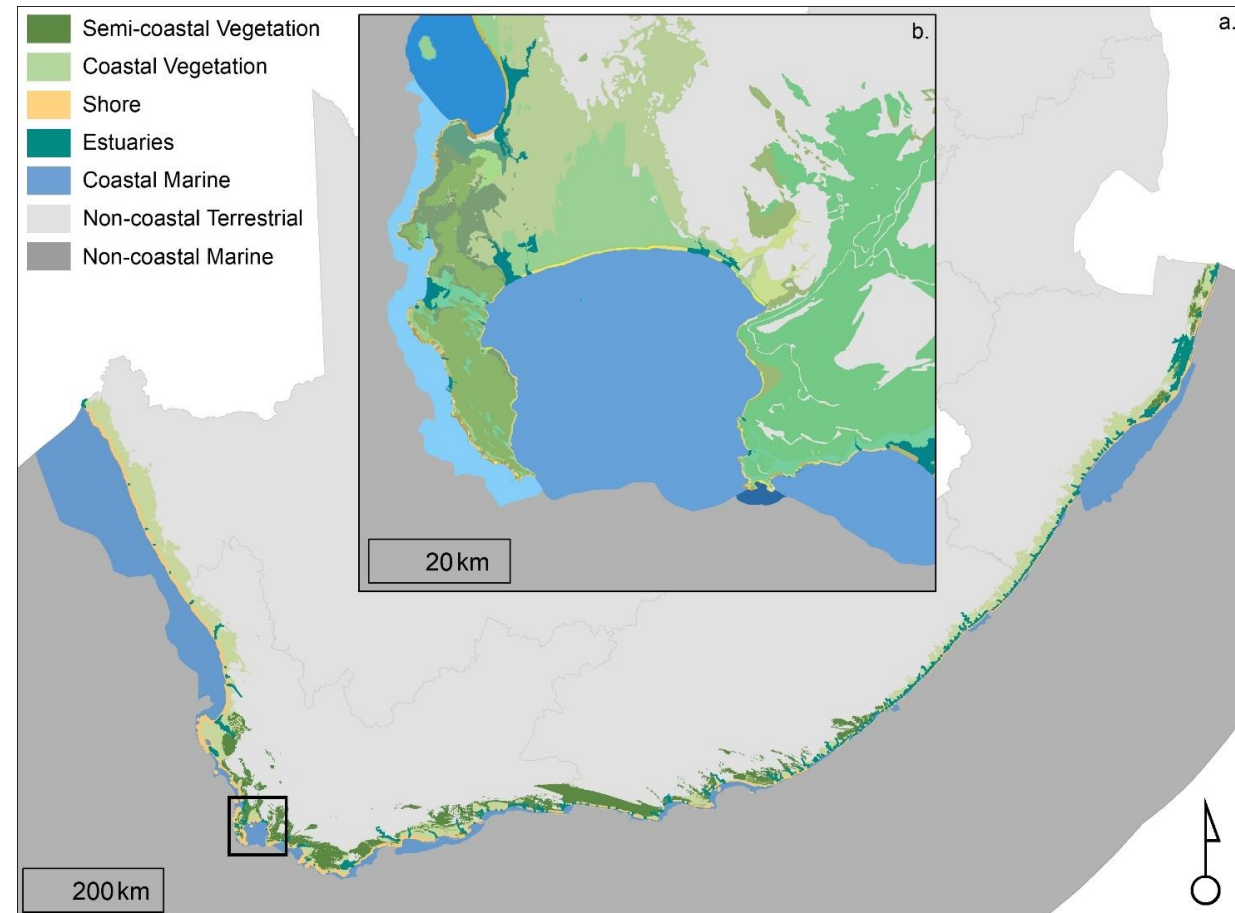 Semi-coastal Vegetation
Coastal Vegetation
Shore
Estuaries
Coastal Marine
Non-coastal Terrestrial
Non-coastal Marine
b.
a.
20 km
200 km